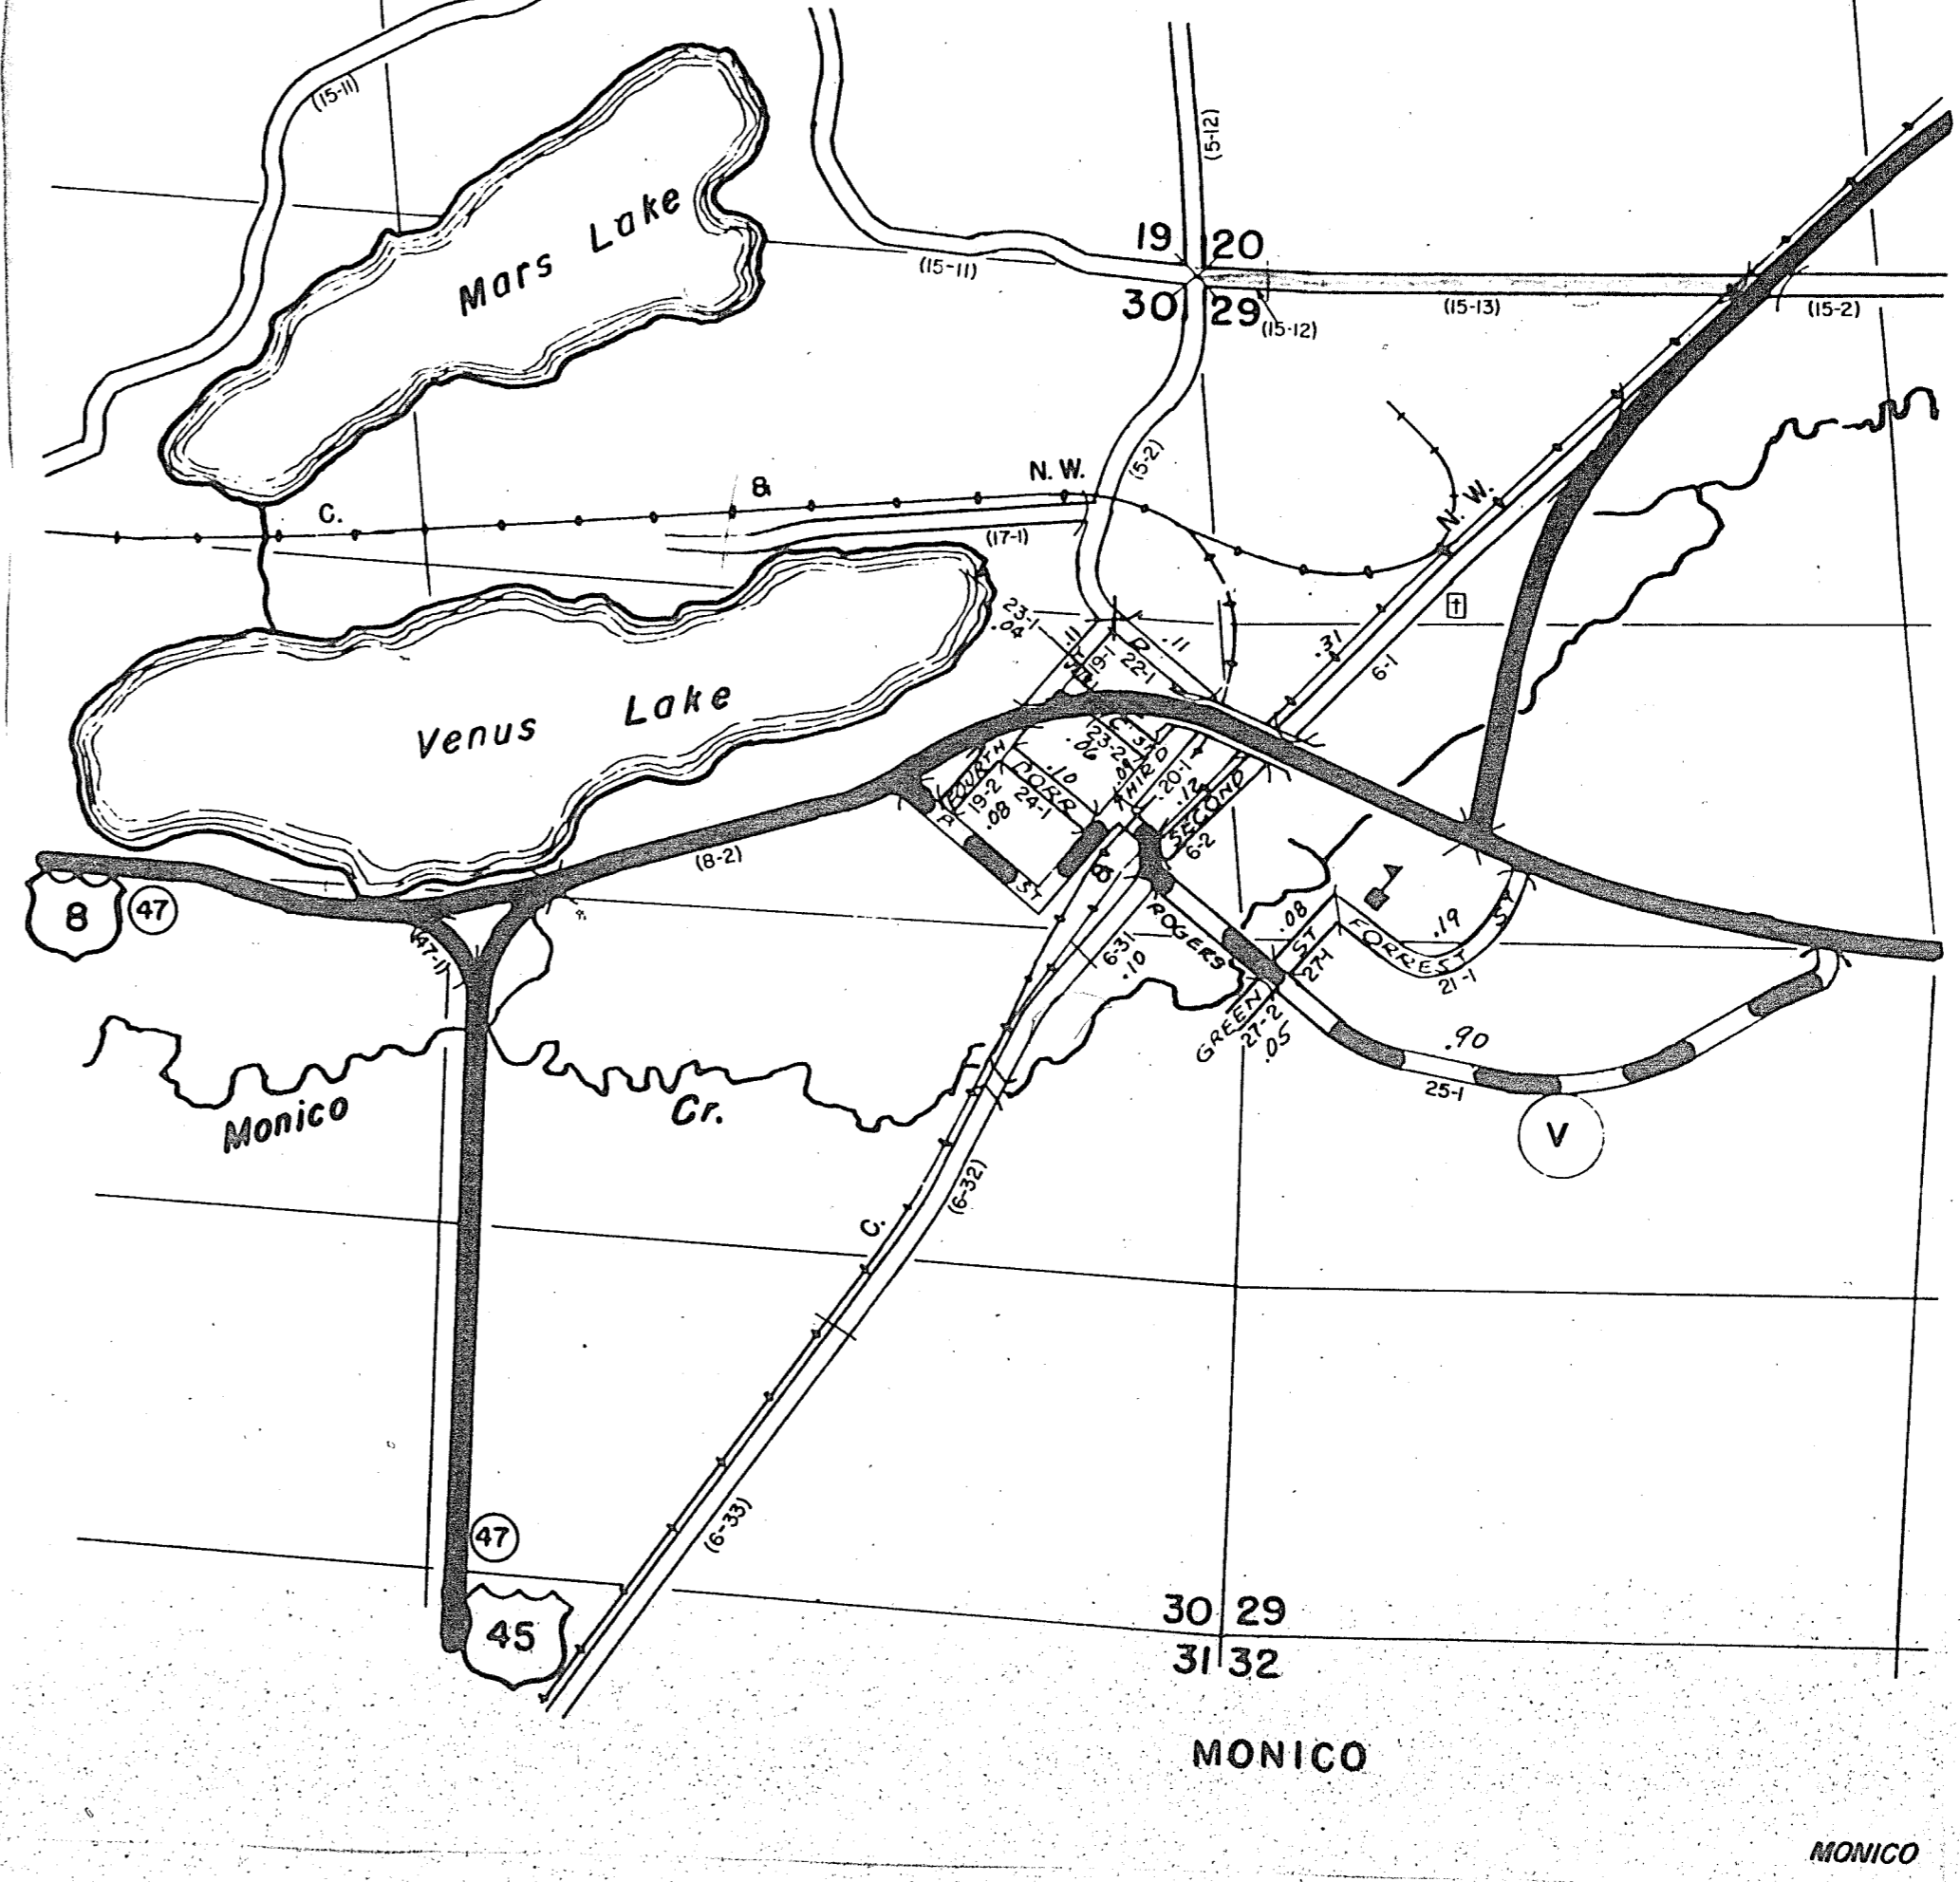 (15-11)
(5-12)
Mars Lake
19 20
(15-11)
30 29
(15-12)
(15-13)
(15-2)
C. & N. W.
(5-2)
(17-1)
N. W.
23-1
.04
.11
19-1
D
.11
22-1
.31
6-1
Venus Lake
C
23-2
.06
3RD
.09
THIRD
20-1
.12
FOURTH
19-2
.08
.10
DORR
24-1
SECOND
6-2
A ST
&
(8-2)
8
47
(47-1)
ROGERS
6-31
.10
.08
ST
27-1
.19
FORREST ST
21-1
GREEN
27-2
.05
.90
25-1
V
Monico Cr.
(6-32)
C.
(6-33)
47
45
30 29
31 32
MONICO
MONICO